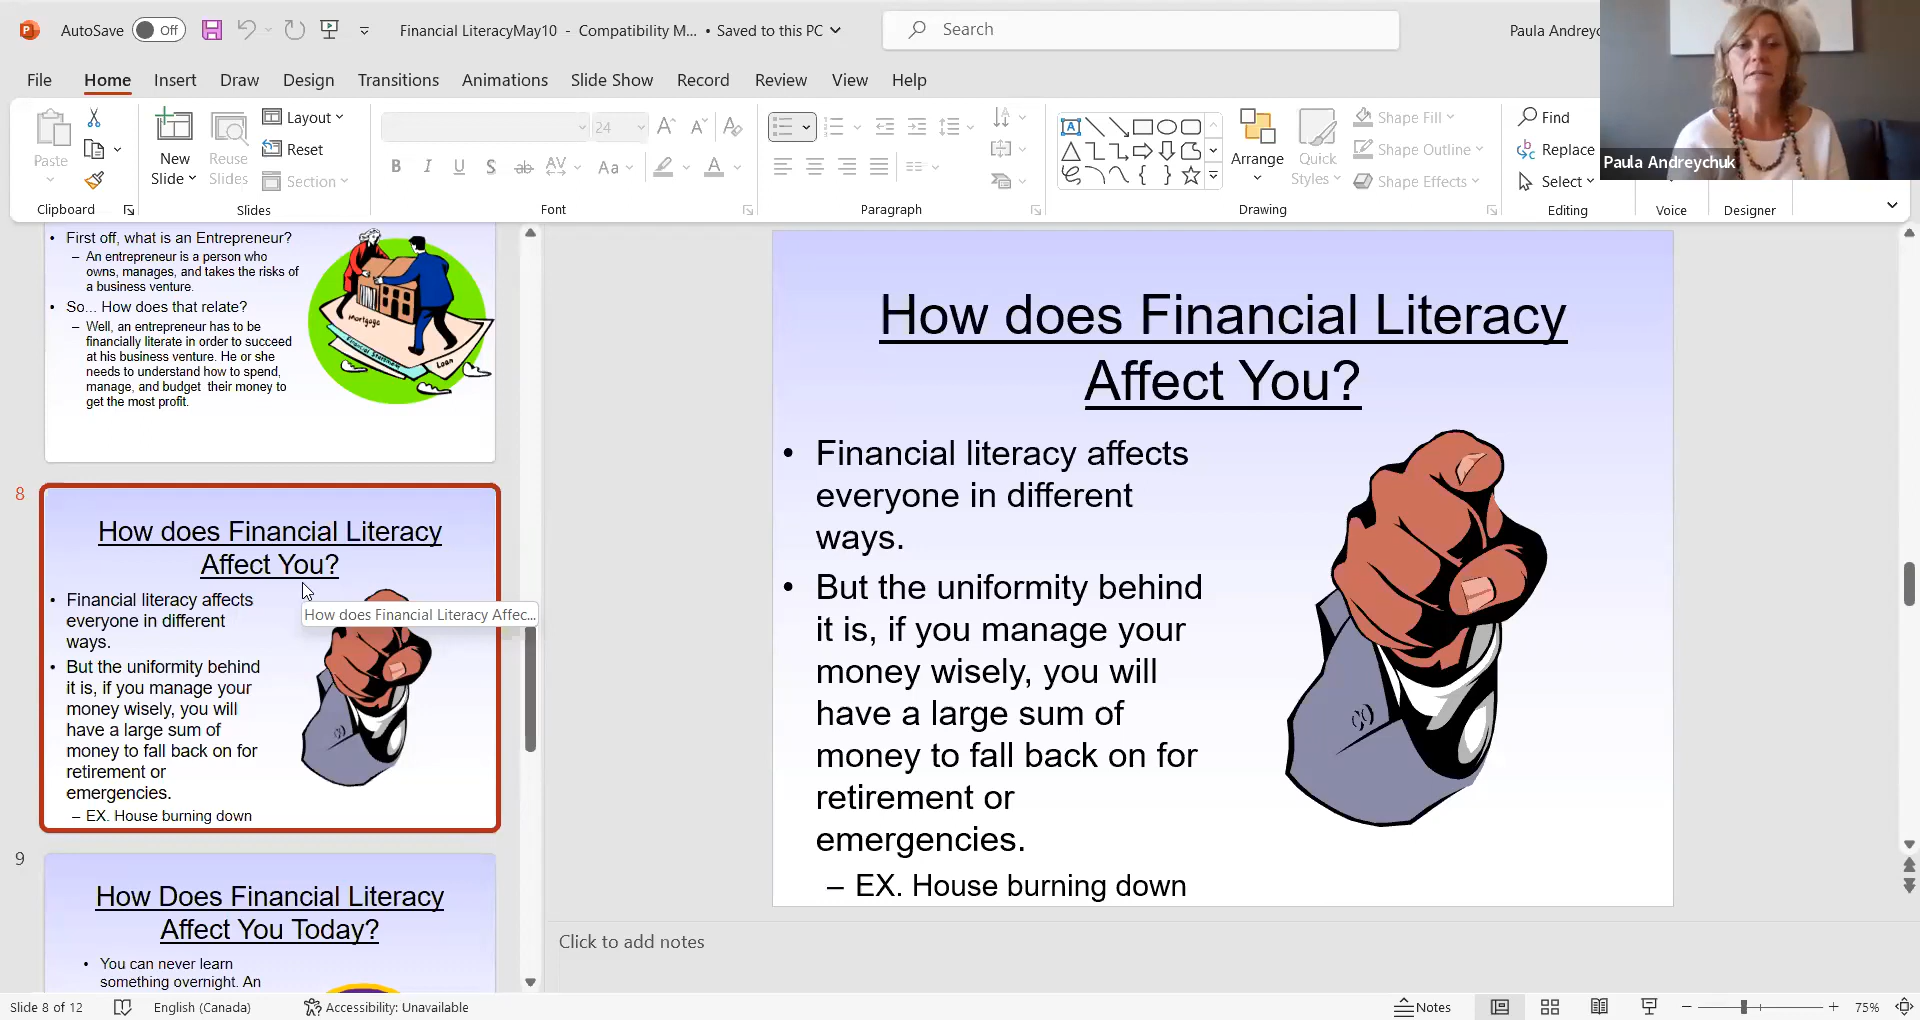 AutoSave
Off
Financial LiteracyMay10 - Compatibility M... • Saved to this PC
Search
Paula Andreyc
File
Home
Insert
Draw
Design
Transitions
Animations
Slide Show
Record
Review
View
Help
Paste
New
Slide
Reuse
Slides
Layout
Reset
Section
24
B
I
U
S
ab
AV
Aa
A
Arrange
Quick
Styles
Shape Fill
Shape Outline
Shape Effects
Find
Replace
Select
Paula Andreychuk
Clipboard
Slides
Font
Paragraph
Drawing
Editing
Voice
Designer
• First off, what is an Entrepreneur?
– An entrepreneur is a person who
owns, manages, and takes the risks of
a business venture.
• So... How does that relate?
– Well, an entrepreneur has to be
financially literate in order to succeed
at his business venture. He or she
needs to understand how to spend,
manage, and budget their money to
get the most profit.
Mortgage
Financial Statement
Loan
8
How does Financial Literacy
Affect You?
• Financial literacy affects
everyone in different
ways.
• But the uniformity behind
it is, if you manage your
money wisely, you will
have a large sum of
money to fall back on for
retirement or
emergencies.
– EX. House burning down
How does Financial Literacy Affec...
9
How Does Financial Literacy
Affect You Today?
• You can never learn
something overnight. An
How does Financial Literacy
Affect You?
• Financial literacy affects
everyone in different
ways.
• But the uniformity behind
it is, if you manage your
money wisely, you will
have a large sum of
money to fall back on for
retirement or
emergencies.
– EX. House burning down
Click to add notes
Slide 8 of 12
English (Canada)
Accessibility: Unavailable
Notes
75%